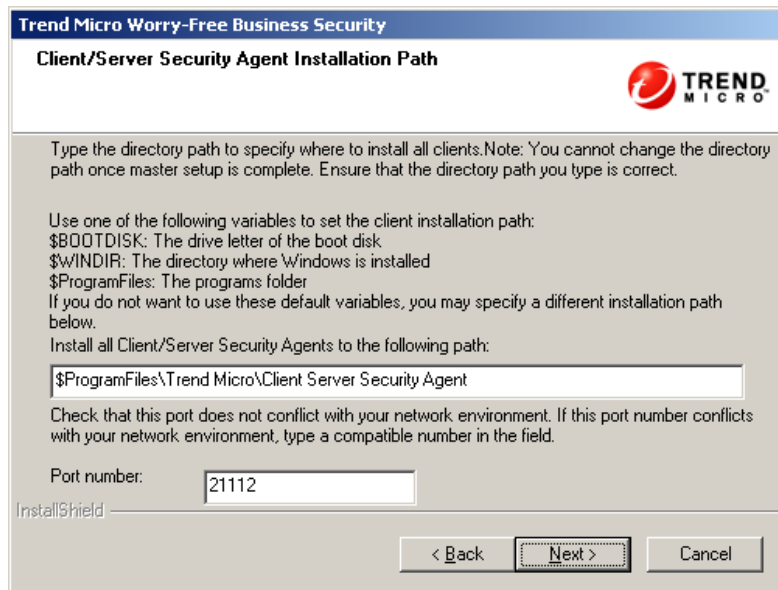 Trend Micro Worry-Free Business Security
Client/Server Security Agent Installation Path
TREND
MICRO
Type the directory path to specify where to install all clients.Note: You cannot change the directory
path once master setup is complete. Ensure that the directory path you type is correct.
Use one of the following variables to set the client installation path:
$BOOTDISK: The drive letter of the boot disk
$WINDIR: The directory where Windows is installed
$ProgramFiles: The programs folder
If you do not want to use these default variables, you may specify a different installation path
below.
Install all Client/Server Security Agents to the following path:
$ProgramFiles\Trend Micro\Client Server Security Agent
Check that this port does not conflict with your network environment. If this port number conflicts
with your network environment, type a compatible number in the field.
Port number:
21112
InstallShield
< Back
Next >
Cancel